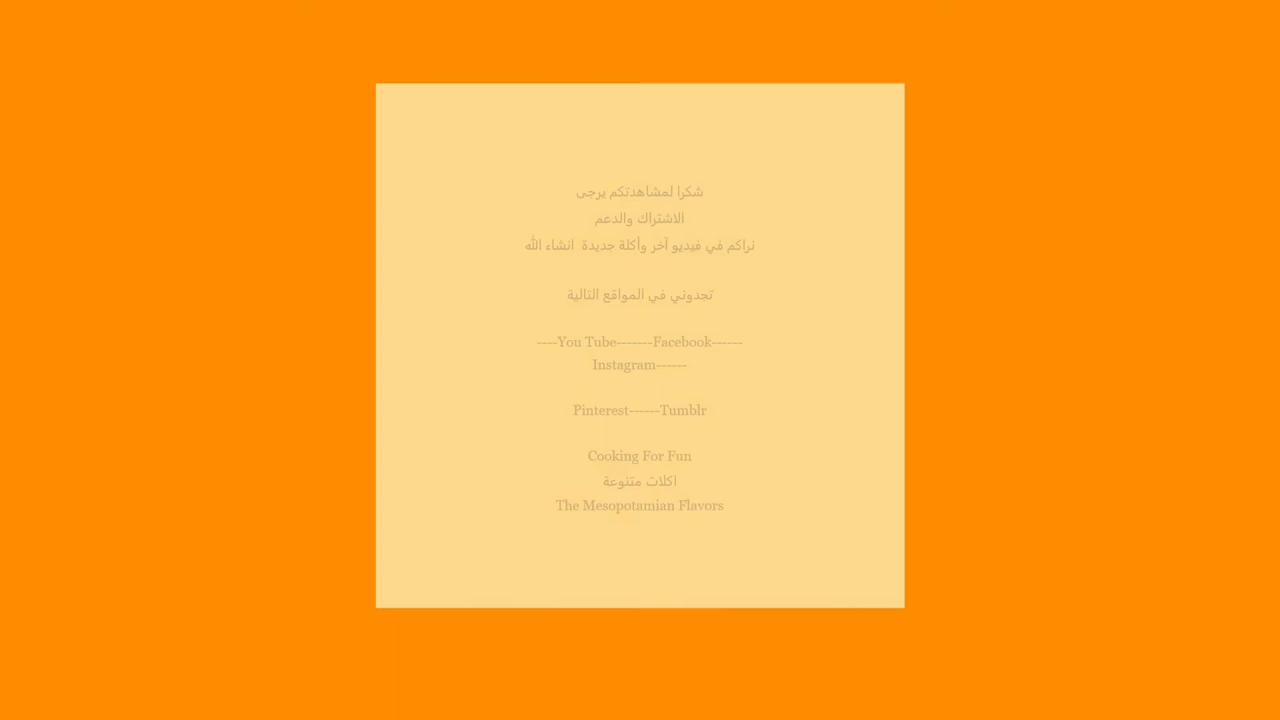 شكرا لمشاهدتكم يرجى
الاشتراك والدعم
نراكم في فيديو آخر وأكلة جديدة انشاء الله
تجدوني في المواقع التالية
----You Tube-------Facebook------
Instagram------
Pinterest------Tumblr
Cooking For Fun
اكلات متنوعة
The Mesopotamian Flavors